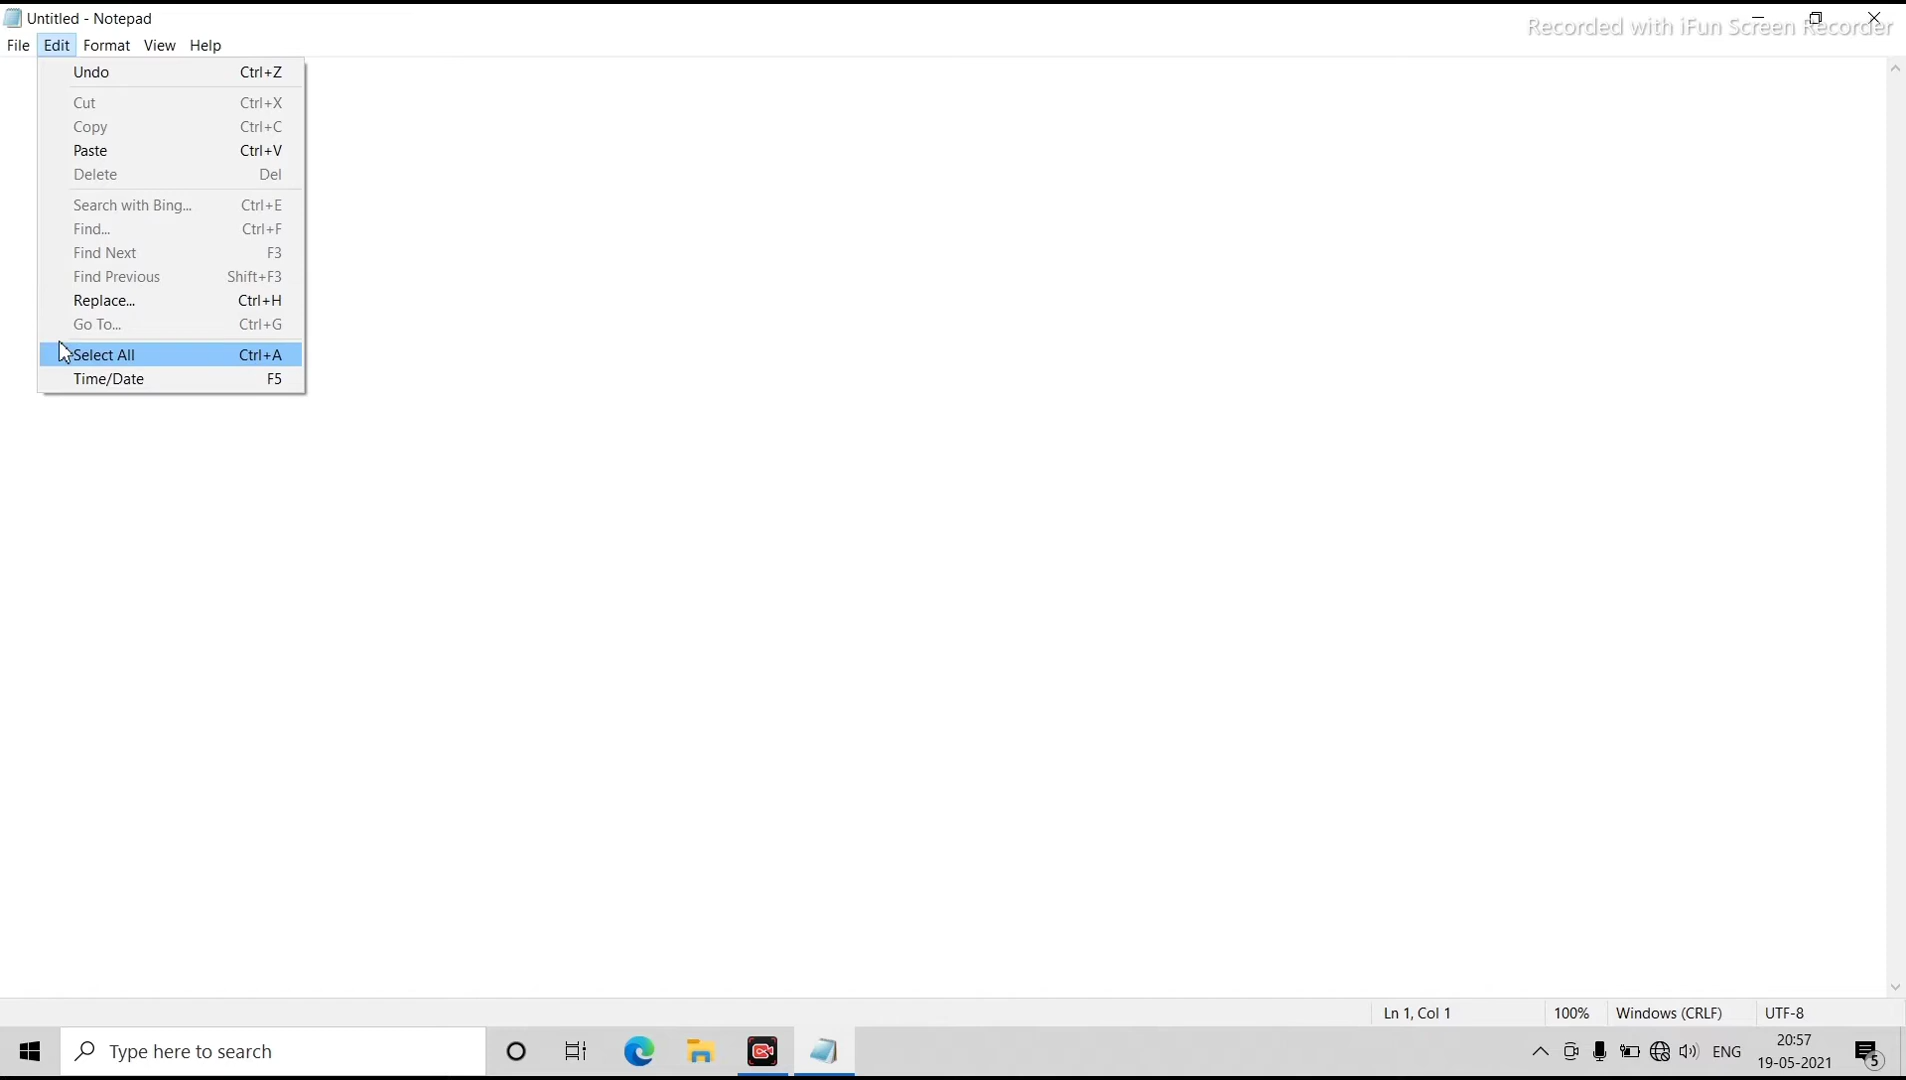 Untitled - Notepad
Recorded with iFun Screen Recorder
File Edit Format View Help
Undo Ctrl+Z
Cut Ctrl+X
Copy Ctrl+C
Paste Ctrl+V
Delete Del
Search with Bing... Ctrl+E
Find... Ctrl+F
Find Next F3
Find Previous Shift+F3
Replace... Ctrl+H
Go To... Ctrl+G
Select All Ctrl+A
Time/Date F5
Ln 1, Col 1 100% Windows (CRLF) UTF-8
Type here to search
ENG
20:57
19-05-2021
5